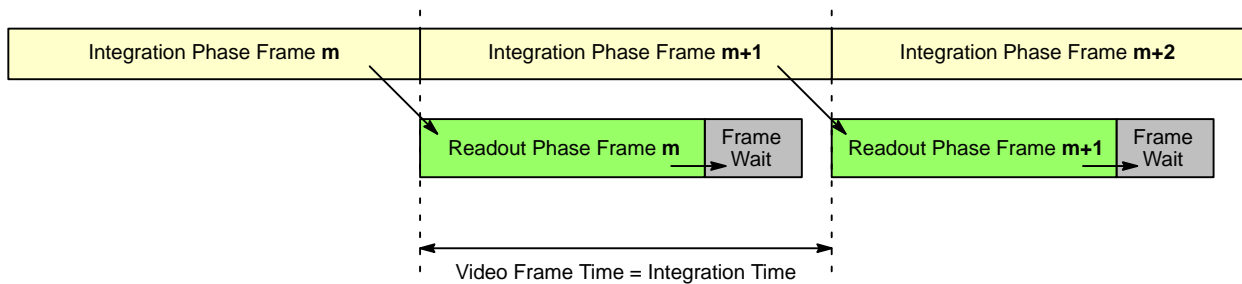 Integration Phase Frame m
Integration Phase Frame m+1
Integration Phase Frame m+2
Readout Phase Frame m
Frame
Wait
Readout Phase Frame m+1
Frame
Wait
Video Frame Time = Integration Time